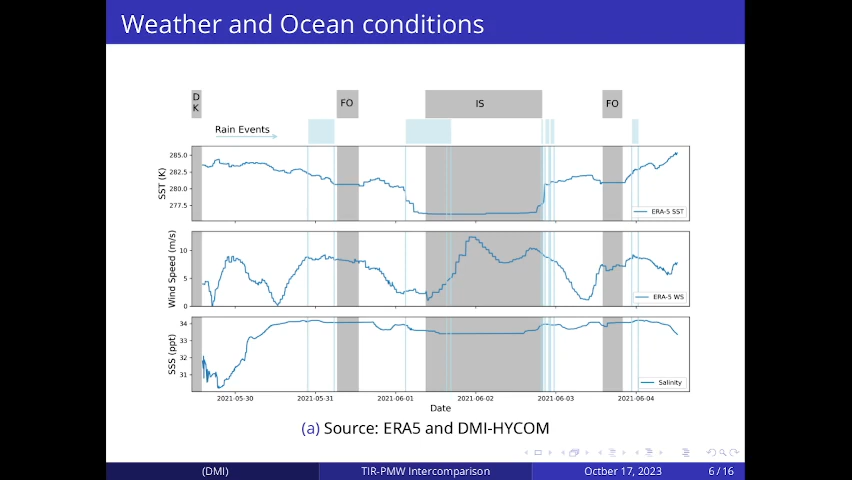 Weather and Ocean conditions
D
K
FO
IS
FO
Rain Events
285.0
282.5
280.0
277.5
SST (K)
ERA-5 SST
10
5
0
Wind Speed (m/s)
ERA-5 WS
34
33
32
31
SSS (ppt)
Salinity
2021-05-30 2021-05-31 2021-06-01 2021-06-02 2021-06-03 2021-06-04
Date
(a) Source: ERA5 and DMI-HYCOM
(DMI) TIR-PMW Intercomparison Octber 17, 2023 6 / 16